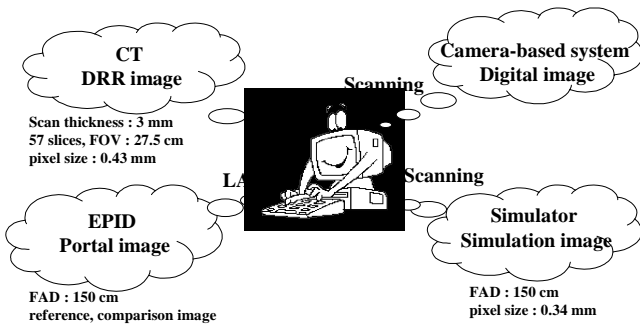 CT
DRR image
Scan thickness : 3 mm
57 slices, FOV : 27.5 cm
pixel size : 0.43 mm
Camera-based system
Digital image
Scanning
Scanning
EPID
Portal image
FAD : 150 cm
reference, comparison image
Simulator
Simulation image
FAD : 150 cm
pixel size : 0.34 mm